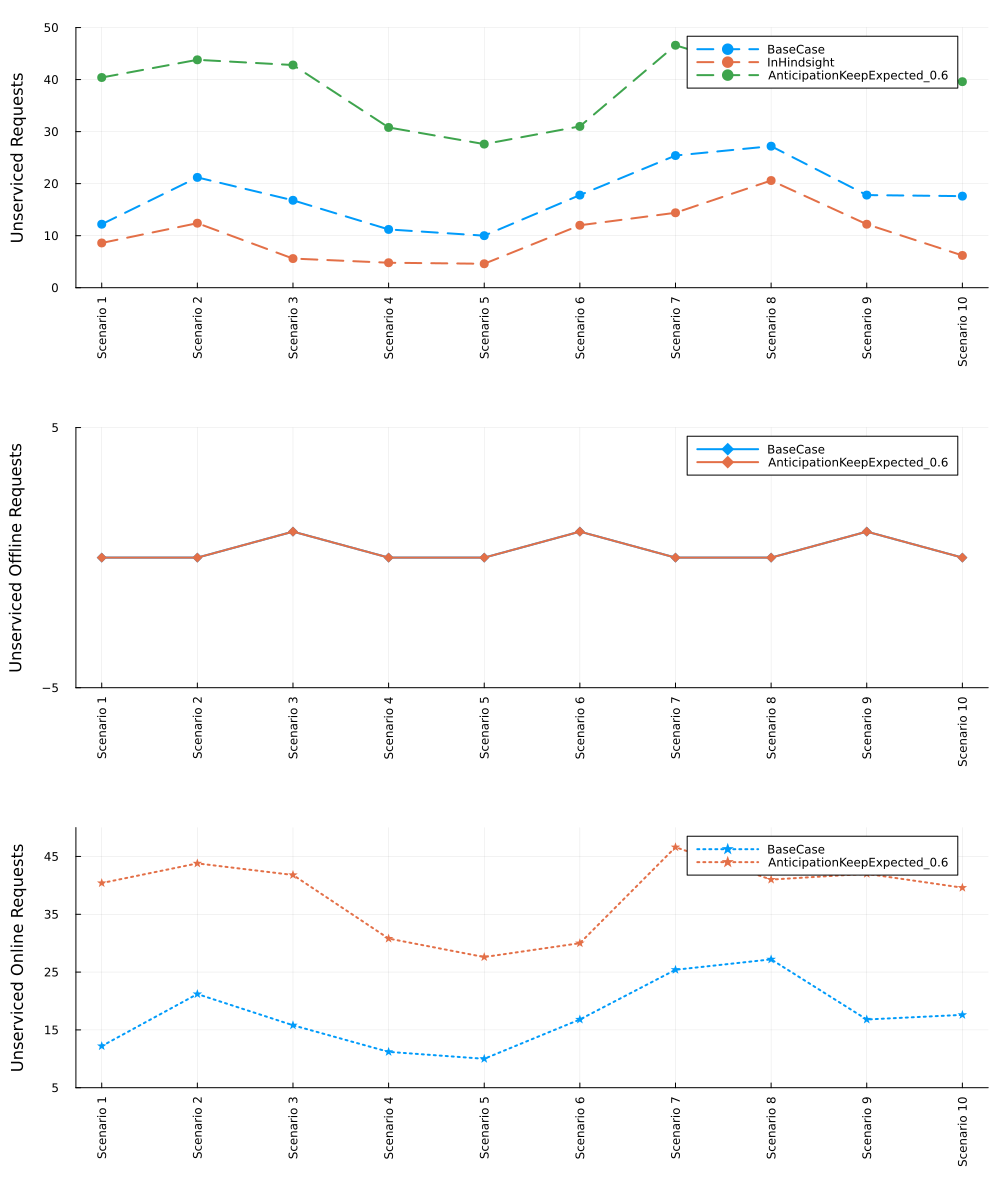 Unserviced Requests
50
40
30
20
10
0
BaseCase
InHindsight
AnticipationKeepExpected_0.6
Scenario 1
Scenario 2
Scenario 3
Scenario 4
Scenario 5
Scenario 6
Scenario 7
Scenario 8
Scenario 9
Scenario 10
Unserviced Offline Requests
5
−5
BaseCase
AnticipationKeepExpected_0.6
Scenario 1
Scenario 2
Scenario 3
Scenario 4
Scenario 5
Scenario 6
Scenario 7
Scenario 8
Scenario 9
Scenario 10
Unserviced Online Requests
45
35
25
15
5
BaseCase
AnticipationKeepExpected_0.6
Scenario 1
Scenario 2
Scenario 3
Scenario 4
Scenario 5
Scenario 6
Scenario 7
Scenario 8
Scenario 9
Scenario 10